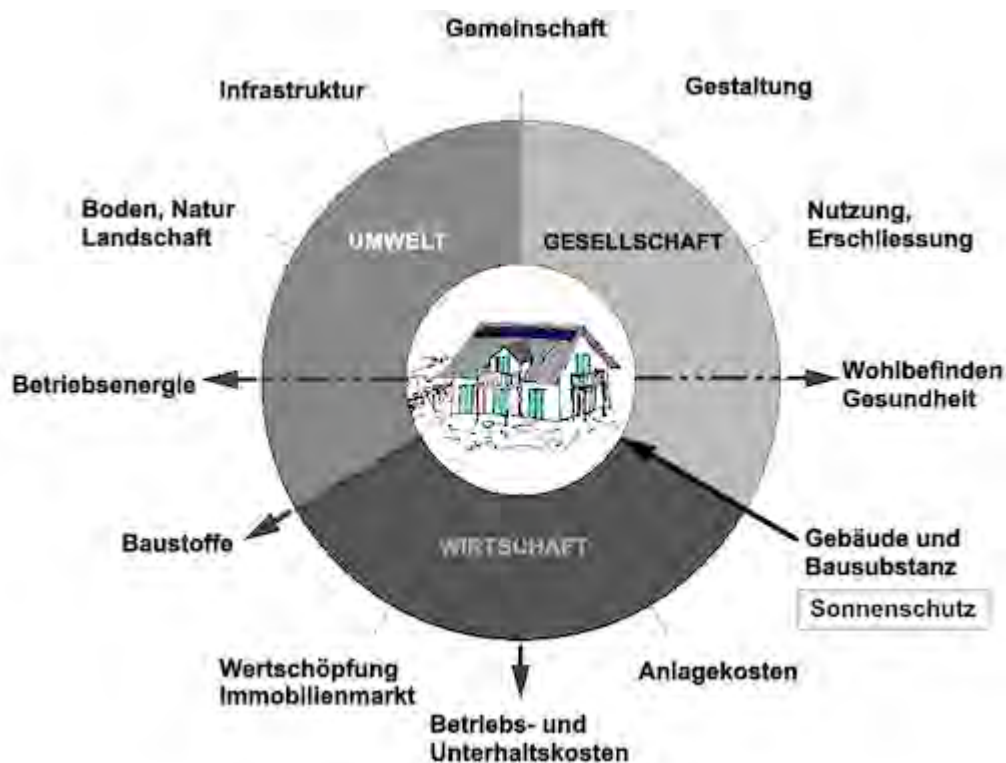 Gemeinschaft
Infrastruktur
Gestaltung
Boden, Natur
Landschaft
Nutzung,
Erschliessung
UMWELT
GESELLSCHAFT
Betriebsenergie
Wohlbefinden
Gesundheit
Baustoffe
WIRTSCHAFT
Gebäude und
Bausubstanz
Sonnenschutz
Wertschöpfung
Immobilienmarkt
Anlagekosten
Betriebs- und
Unterhaltskosten